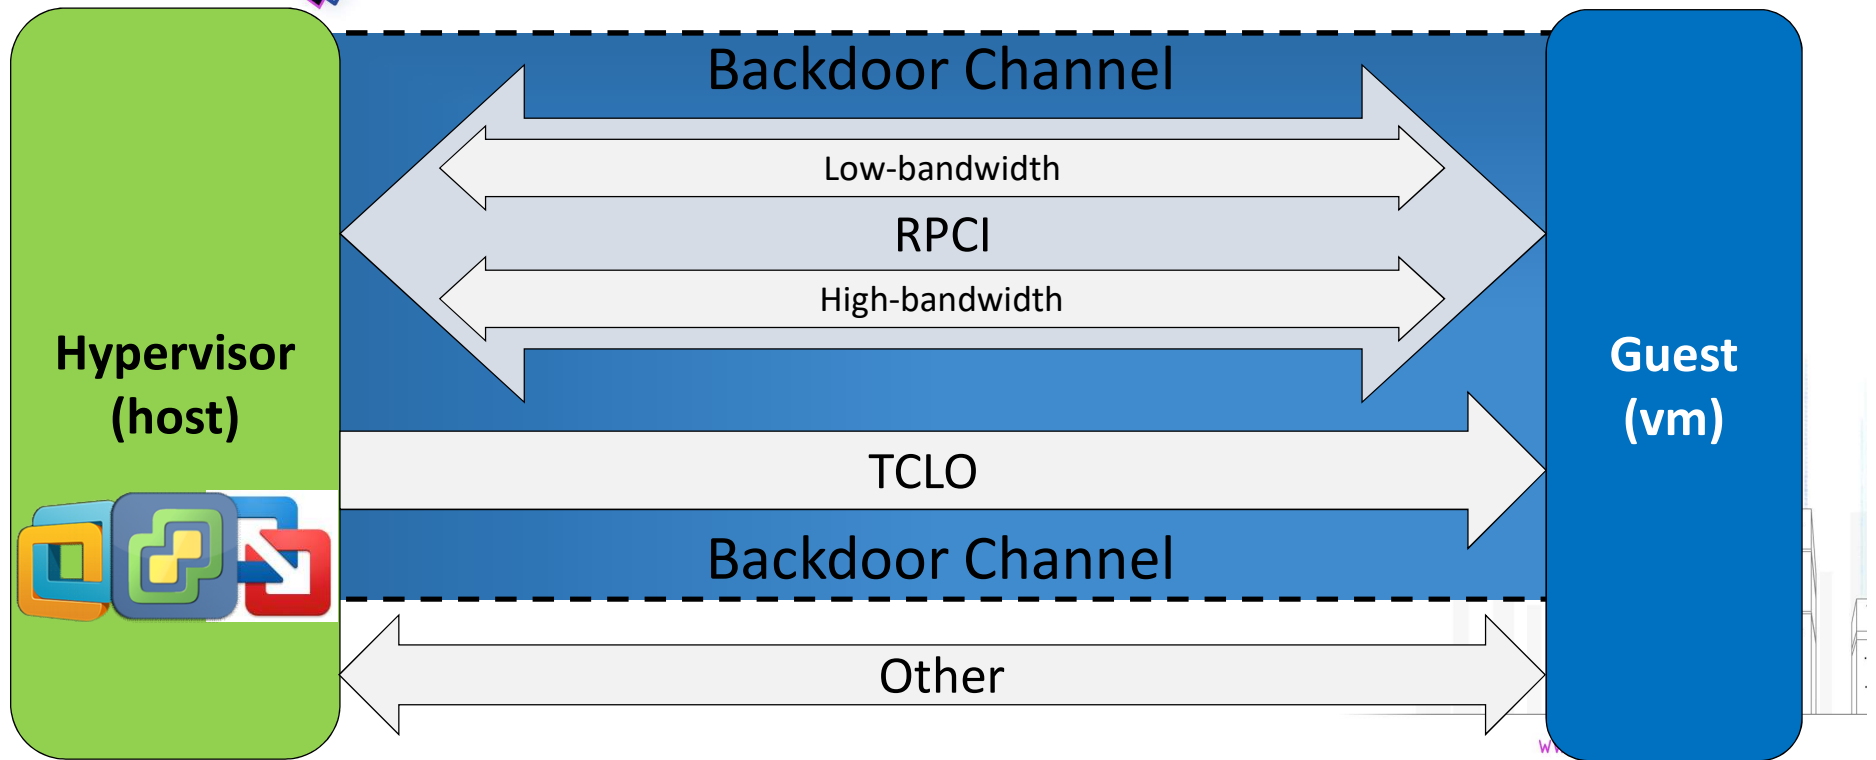 Backdoor Channel
Low-bandwidth
RPCI
High-bandwidth
Hypervisor
(host)
Guest
(vm)
TCLO
Backdoor Channel
Other